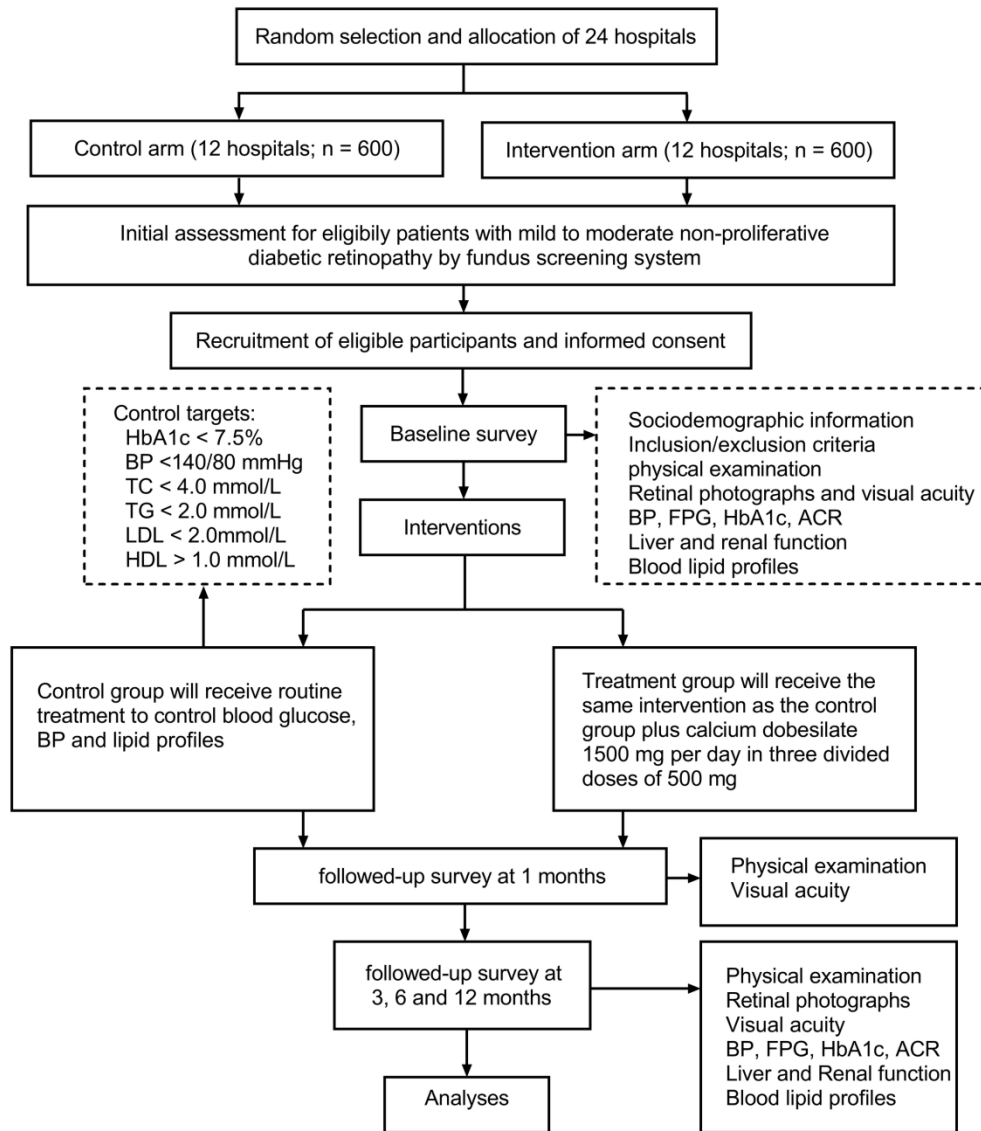 Random selection and allocation of 24 hospitals
Control arm (12 hospitals; n = 600)
Intervention arm (12 hospitals; n = 600)
Initial assessment for eligibily patients with mild to moderate non-proliferative
diabetic retinopathy by fundus screening system
Recruitment of eligible participants and informed consent
Control targets:
HbA1c < 7.5%
BP <140/80 mmHg
TC < 4.0 mmol/L
TG < 2.0 mmol/L
LDL < 2.0mmol/L
HDL > 1.0 mmol/L
Baseline survey
Sociodemographic information
Inclusion/exclusion criteria
physical examination
Retinal photographs and visual acuity
BP, FPG, HbA1c, ACR
Liver and renal function
Blood lipid profiles
Interventions
Control group will receive routine
treatment to control blood glucose,
BP and lipid profiles
Treatment group will receive the
same intervention as the control
group plus calcium dobesilate
1500 mg per day in three divided
doses of 500 mg
followed-up survey at 1 months
Physical examination
Visual acuity
followed-up survey at
3, 6 and 12 months
Physical examination
Retinal photographs
Visual acuity
BP, FPG, HbA1c, ACR
Liver and Renal function
Blood lipid profiles
Analyses